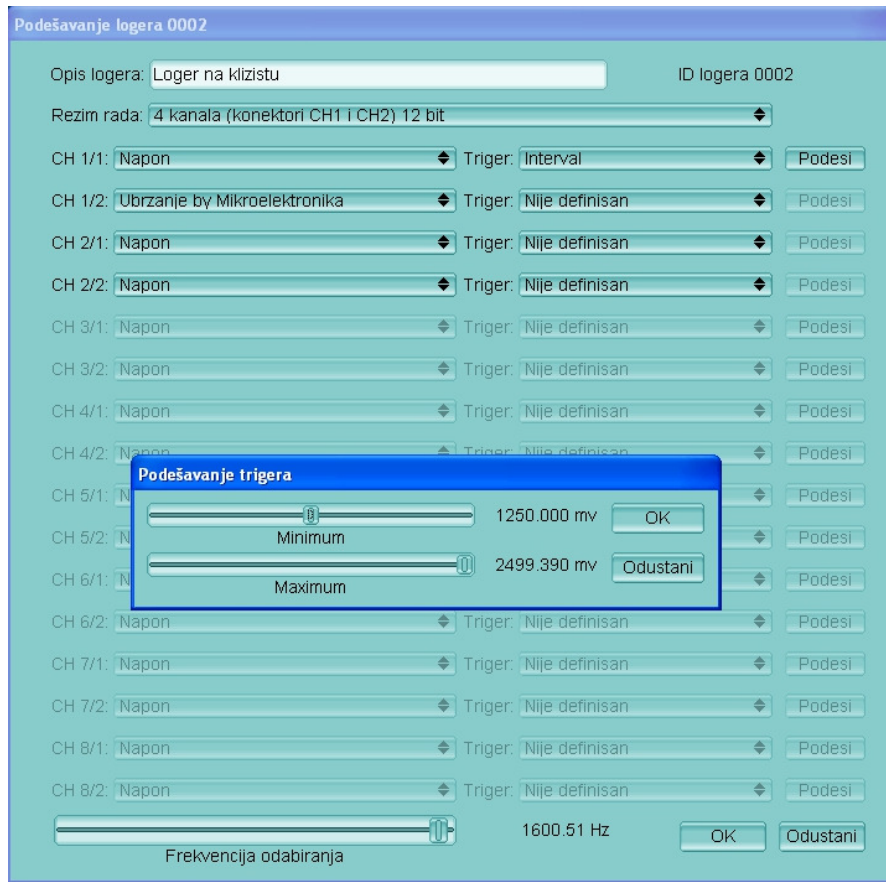 Podešavanje logera 0002
Opis logera: Loger na klizistu ID logera 0002
Rezim rada: 4 kanala (konektori CH1 i CH2) 12 bit
CH 1/1: Napon Triger: Interval Podesi
CH 1/2: Ubrzanje by Mikroelektronika Triger: Nije definisan Podesi
CH 2/1: Napon Triger: Nije definisan Podesi
CH 2/2: Napon Triger: Nije definisan Podesi
CH 3/1: Napon Triger: Nije definisan Podesi
CH 3/2: Napon Triger: Nije definisan Podesi
CH 4/1: Napon Triger: Nije definisan Podesi
CH 4/2: Napon Triger: Nije definisan Podesi
Podešavanje trigera
CH 5/1: N Podesi
1250.000 mv OK
Minimum
CH 5/2: N Podesi
2499.390 mv Odustani
Maximum
CH 6/1: N Podesi
CH 6/2: Napon Triger: Nije definisan Podesi
CH 7/1: Napon Triger: Nije definisan Podesi
CH 7/2: Napon Triger: Nije definisan Podesi
CH 8/1: Napon Triger: Nije definisan Podesi
CH 8/2: Napon Triger: Nije definisan Podesi
1600.51 Hz OK Odustani
Frekvencija odabiranja